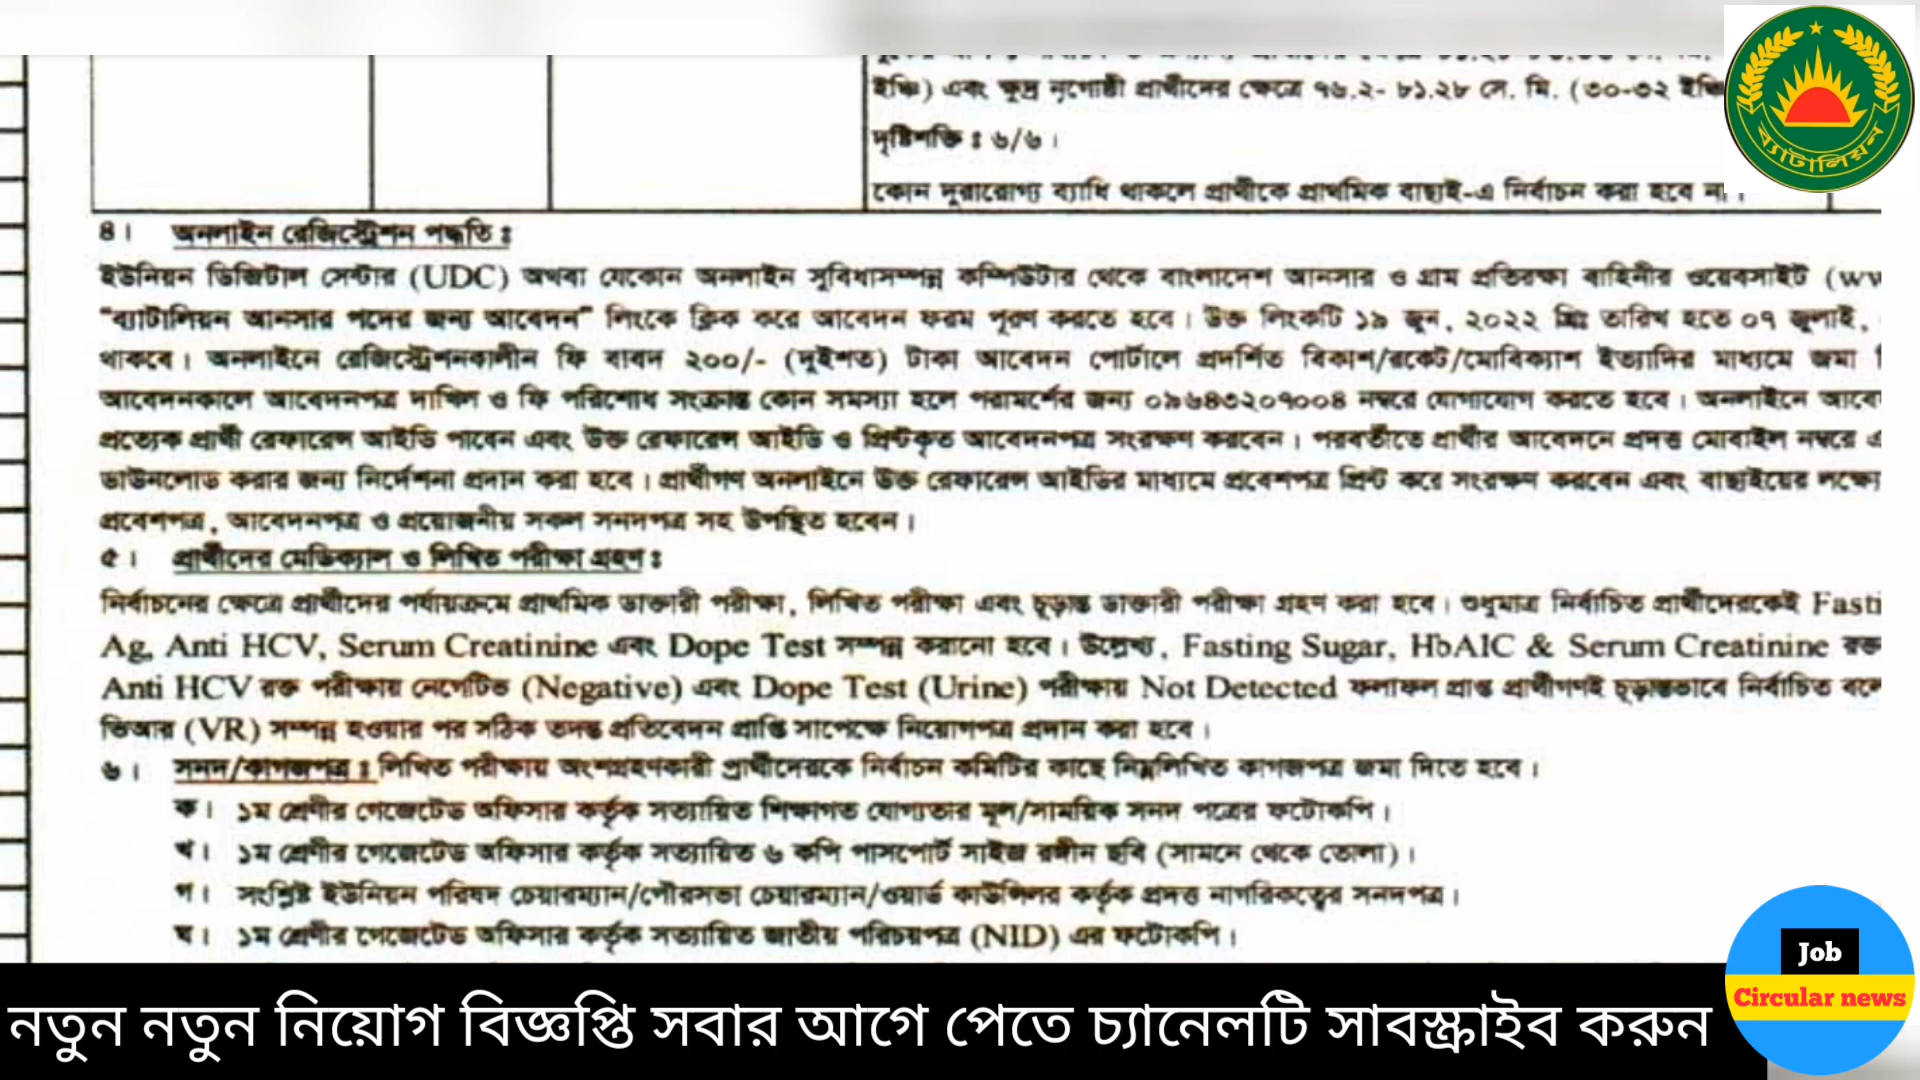 ইঞ্চি) এবং ক্ষুদ্র নৃগোষ্ঠী প্রার্থীদের ক্ষেত্রে ৭৬.২- ৮১.২৮ সে. মি. (৩০-৩২ ইঞ্চি
দৃষ্টিশক্তি ঃ ৬/৬ ।
কোন দূরারোগ্য ব্যাধি থাকলে প্রার্থীকে প্রাথমিক বাছাই-এ নির্বাচন করা হবে না।
ব্যাটালিয়ন
৪। অনলাইন রেজিস্ট্রেশন পদ্ধতি ঃ
ইউনিয়ন ডিজিটাল সেন্টার (UDC) অথবা যেকোন অনলাইন সুবিধাসম্পন্ন কম্পিউটার থেকে বাংলাদেশ আনসার ও গ্রাম প্রতিরক্ষা বাহিনীর ওয়েবসাইট (ww
"ব্যাটালিয়ন আনসার পদের জন্য আবেদন" লিংকে ক্লিক করে আবেদন ফরম পূরণ করতে হবে। উক্ত লিংকটি ১৯ জুন, ২০২২ খ্রিঃ তারিখ হতে ০৭ জুলাই,
থাকবে। অনলাইনে রেজিস্ট্রেশনকালীন ফি বাবদ ২০০/- (দুইশত) টাকা আবেদন পোর্টালে প্রদর্শিত বিকাশ/রকেট/মোবিক্যাশ ইত্যাদির মাধ্যমে জমা
আবেদনকালে আবেদনপত্র দাখিল ও ফি পরিশোধ সংক্রান্ত কোন সমস্যা হলে পরামর্শের জন্য ০৯৬৪৩২০৭০০৪ নম্বরে যোগাযোগ করতে হবে। অনলাইনে আবে
প্রত্যেক প্রার্থী রেফারেন্স আইডি পাবেন এবং উক্ত রেফারেন্স আইডি ও প্রিন্টকৃত আবেদনপত্র সংরক্ষণ করবেন। পরবর্তীতে প্রার্থীর আবেদনে প্রদত্ত মোবাইল নম্বরে এ
ডাউনলোড করার জন্য নির্দেশনা প্রদান করা হবে। প্রার্থীগণ অনলাইনে উক্ত রেফারেন্স আইডির মাধ্যমে প্রবেশপত্র প্রিন্ট করে সংরক্ষণ করবেন এবং বাছাইয়ের লক্ষ্যে
প্রবেশপত্র, আবেদনপত্র ও প্রয়োজনীয় সকল সনদপত্র সহ উপস্থিত হবেন।
৫। প্রার্থীদের মেডিক্যাল ও লিখিত পরীক্ষা গ্রহণ ঃ
নির্বাচনের ক্ষেত্রে প্রার্থীদের পর্যায়ক্রমে প্রাথমিক ডাক্তারী পরীক্ষা, লিখিত পরীক্ষা এবং চূড়ান্ত ডাক্তারী পরীক্ষা গ্রহণ করা হবে। শুধুমাত্র নির্বাচিত প্রার্থীদেরকেই Fasti
Ag, Anti HCV, Serum Creatinine এবং Dope Test সম্পন্ন করানো হবে। উল্লেখ্য, Fasting Sugar, HbAIC & Serum Creatinine রক্ত
Anti HCV রক্ত পরীক্ষায় নেগেটিভ (Negative) এবং Dope Test (Urine) পরীক্ষায় Not Detected ফলাফল প্রাপ্ত প্রার্থীগণই চূড়ান্তভাবে নির্বাচিত বলে
ভিআর (VR) সম্পন্ন হওয়ার পর সঠিক তদন্ত প্রতিবেদন প্রাপ্তি সাপেক্ষে নিয়োগপত্র প্রদান করা হবে।
৬। সনদ/কাগজপত্র ঃ লিখিত পরীক্ষায় অংশগ্রহণকারী প্রার্থীদেরকে নির্বাচন কমিটির কাছে নিম্নলিখিত কাগজপত্র জমা দিতে হবে।
ক। ১ম শ্রেণীর গেজেটেড অফিসার কর্তৃক সত্যায়িত শিক্ষাগত যোগ্যতার মূল/সাময়িক সনদ পত্রের ফটোকপি।
খ। ১ম শ্রেণীর গেজেটেড অফিসার কর্তৃক সত্যায়িত ৬ কপি পাসপোর্ট সাইজ রঙ্গীন ছবি (সামনে থেকে তোলা)।
গ। সংশ্লিষ্ট ইউনিয়ন পরিষদ চেয়ারম্যান/পৌরসভা চেয়ারম্যান/ওয়ার্ড কাউন্সিলর কর্তৃক প্রদত্ত নাগরিকত্বের সনদপত্র।
ঘ। ১ম শ্রেণীর গেজেটেড অফিসার কর্তৃক সত্যায়িত জাতীয় পরিচয়পত্র (NID) এর ফটোকপি।
Job
Circular news
নতুন নতুন নিয়োগ বিজ্ঞপ্তি সবার আগে পেতে চ্যানেলটি সাবস্ক্রাইব করুন